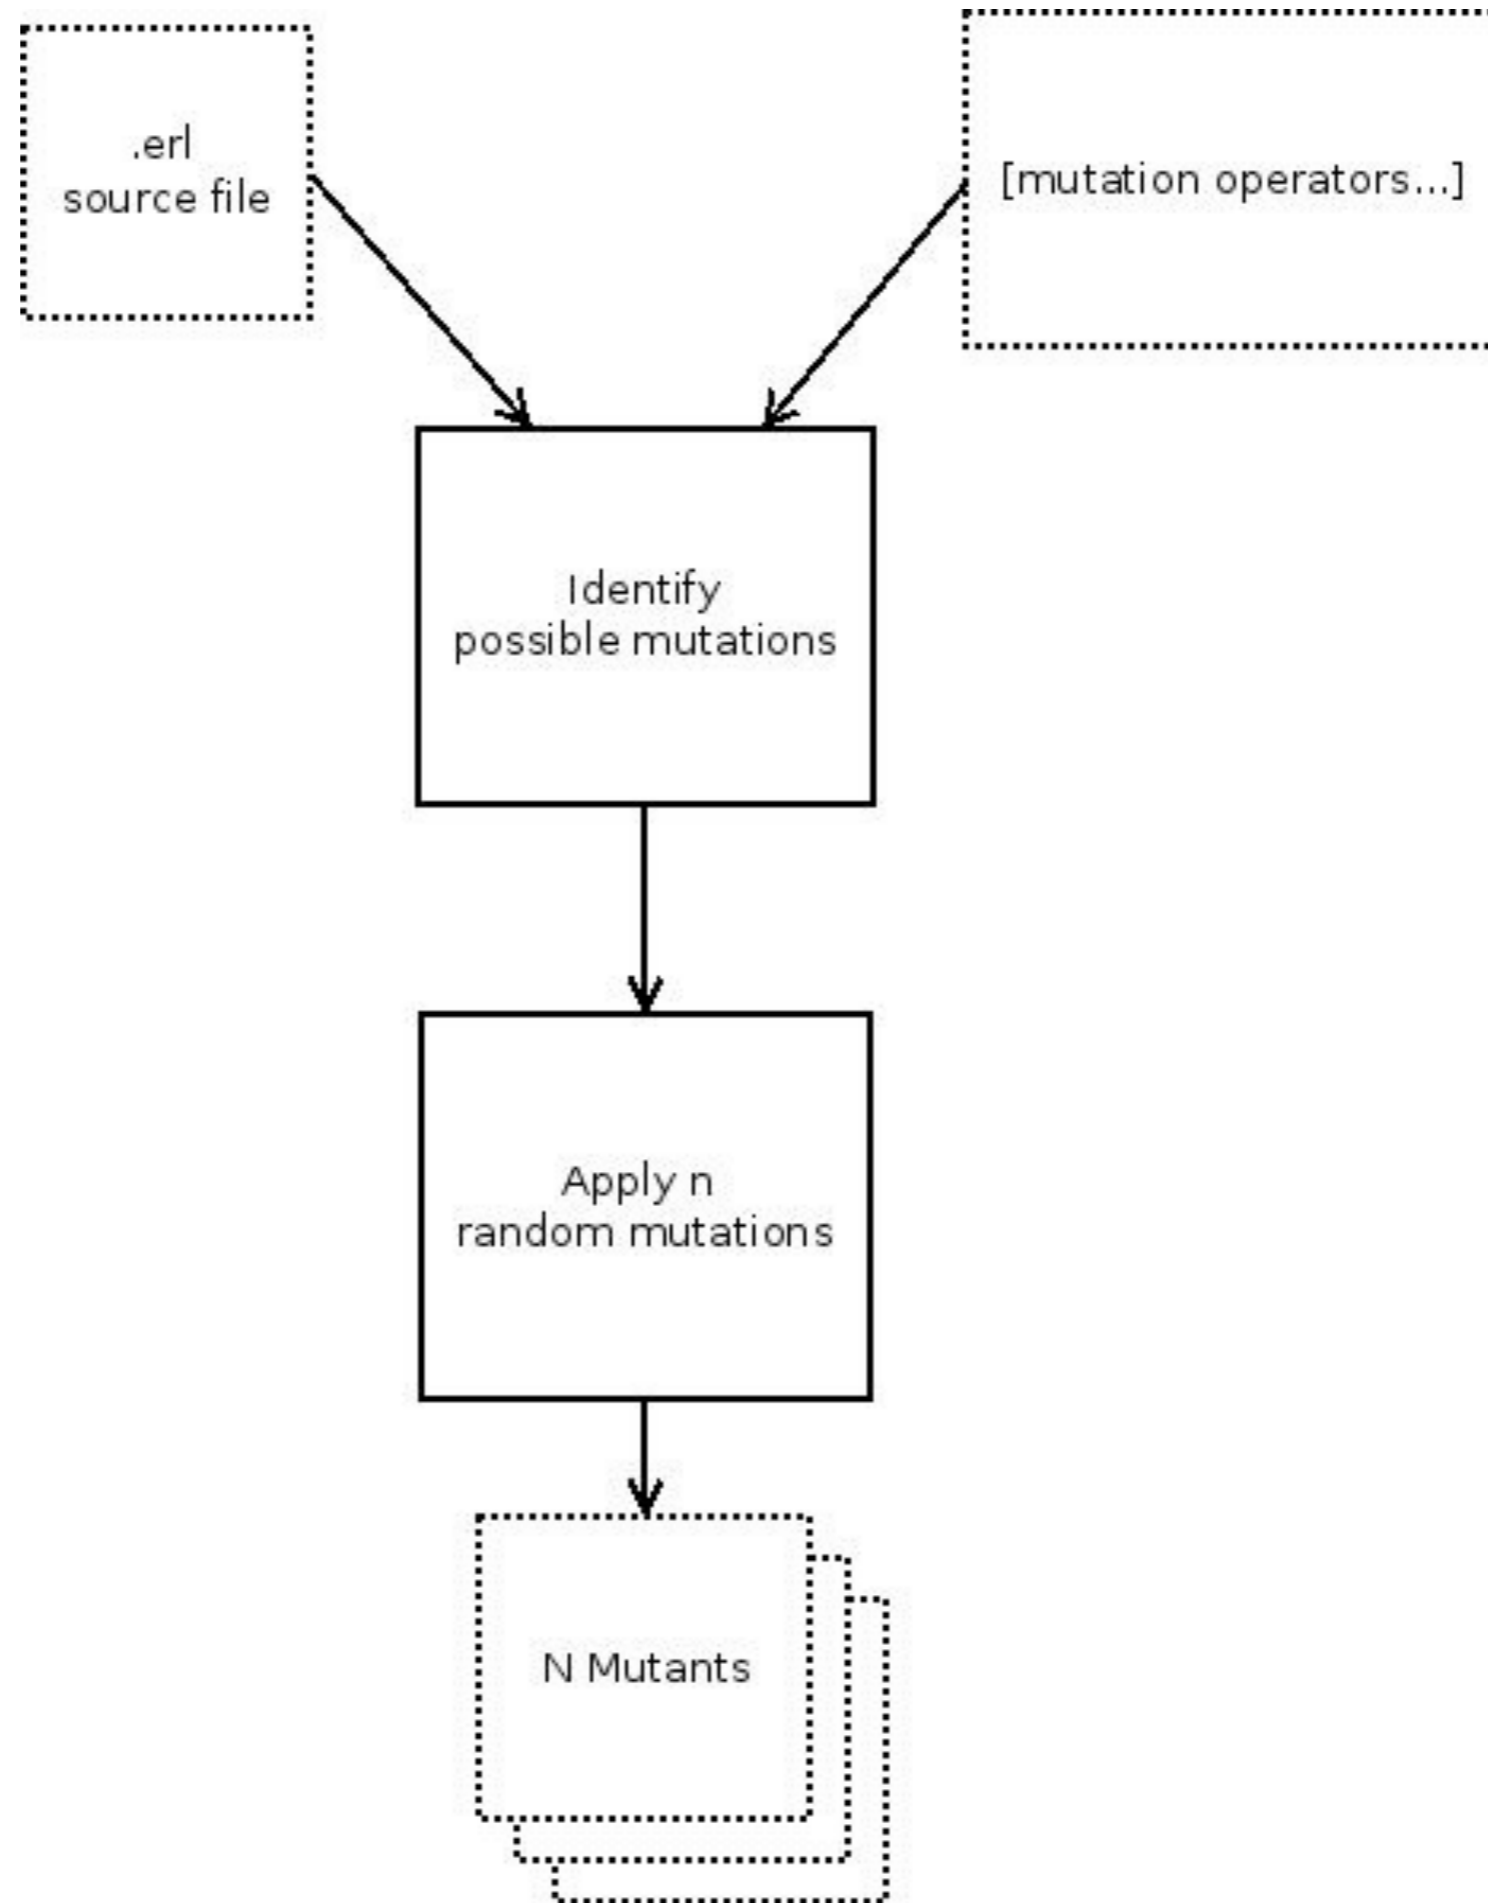 .erl
source file
[mutation operators...]
Identify
possible mutations
Apply n
random mutations
N Mutants